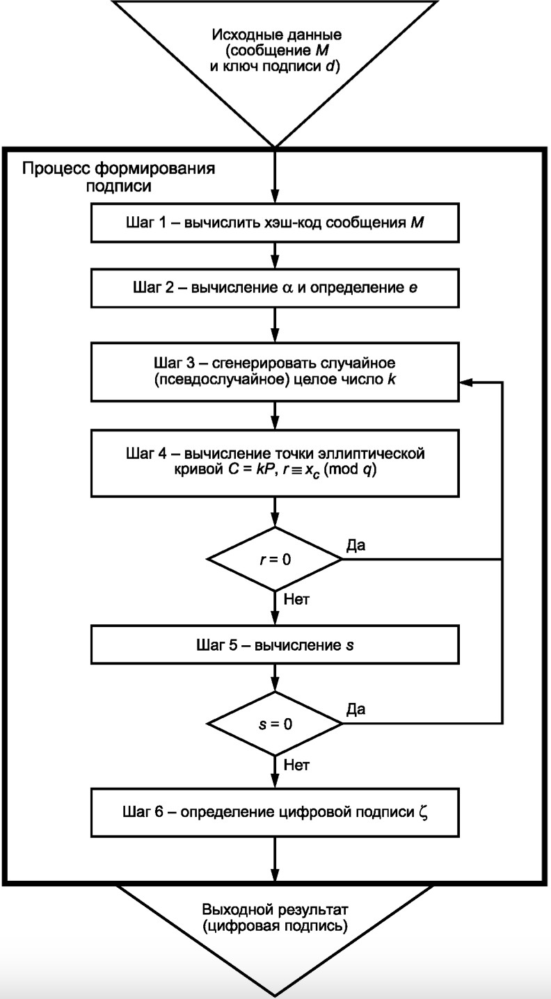 Исходные данные
(сообщение M
и ключ подписи d)
Процесс формирования
подписи
Шаг 1 – вычислить хэш-код сообщения M
Шаг 2 – вычисление α и определение e
Шаг 3 – сгенерировать случайное
(псевдослучайное) целое число k
Шаг 4 – вычисление точки эллиптической
кривой C = kP, r ≡ x_c (mod q)
r = 0
Да
Нет
Шаг 5 – вычисление s
s = 0
Да
Нет
Шаг 6 – определение цифровой подписи ζ
Выходной результат
(цифровая подпись)